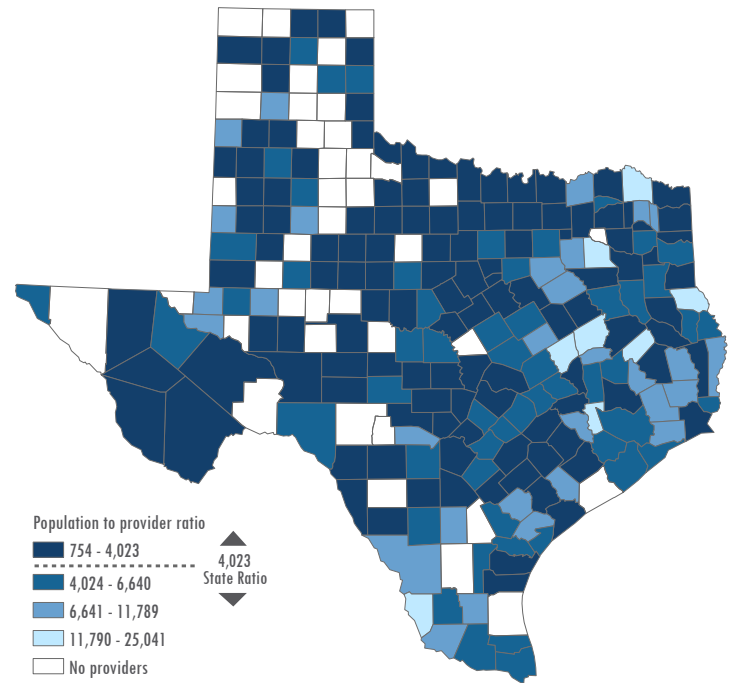 Population to provider ratio
754 - 4,023
4,023
State Ratio
4,024 - 6,640
6,641 - 11,789
11,790 - 25,041
No providers